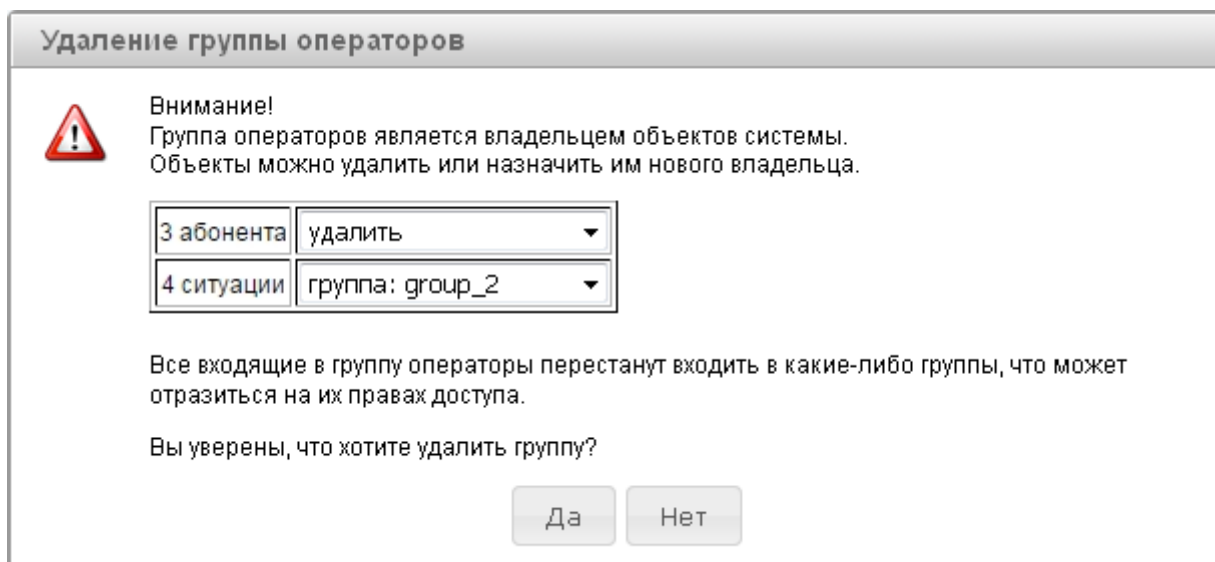 Удаление группы операторов
Внимание!
Группа операторов является владельцем объектов системы.
Объекты можно удалить или назначить им нового владельца.
3 абонента удалить
4 ситуации группа: group_2
Все входящие в группу операторы перестанут входить в какие-либо группы, что может
отразиться на их правах доступа.
Вы уверены, что хотите удалить группу?
Да Нет